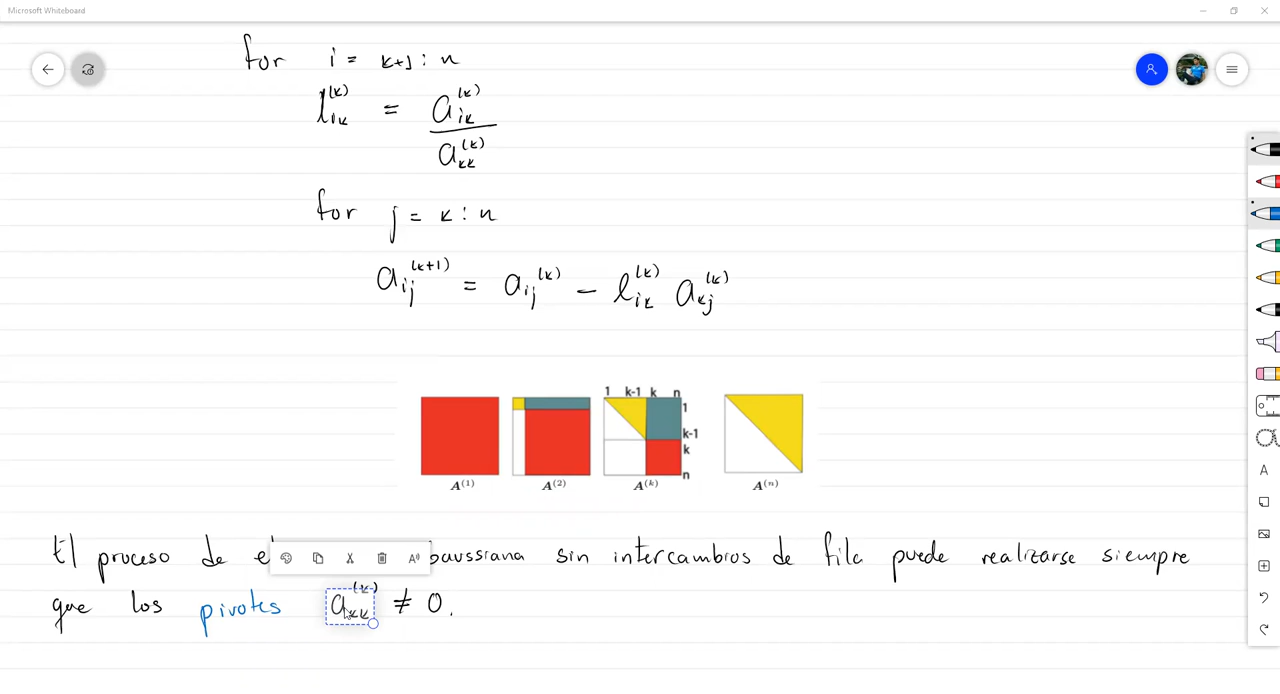 Microsoft Whiteboard
for i = k+1 : n
l_{ik}^{(k)} = a_{ik}^{(k)} / a_{kk}^{(k)}
for j = k : n
a_{ij}^{(k+1)} = a_{ij}^{(k)} - l_{ik}^{(k)} a_{kj}^{(k)}
1 k-1 k n
1
k-1
k
n
A^{(1)} A^{(2)} A^{(k)} A^{(n)}
El proceso de el Gaussiana sin intercambios de fila puede realizarse siempre
que los pivotes a_{kk}^{(k)} ≠ 0.